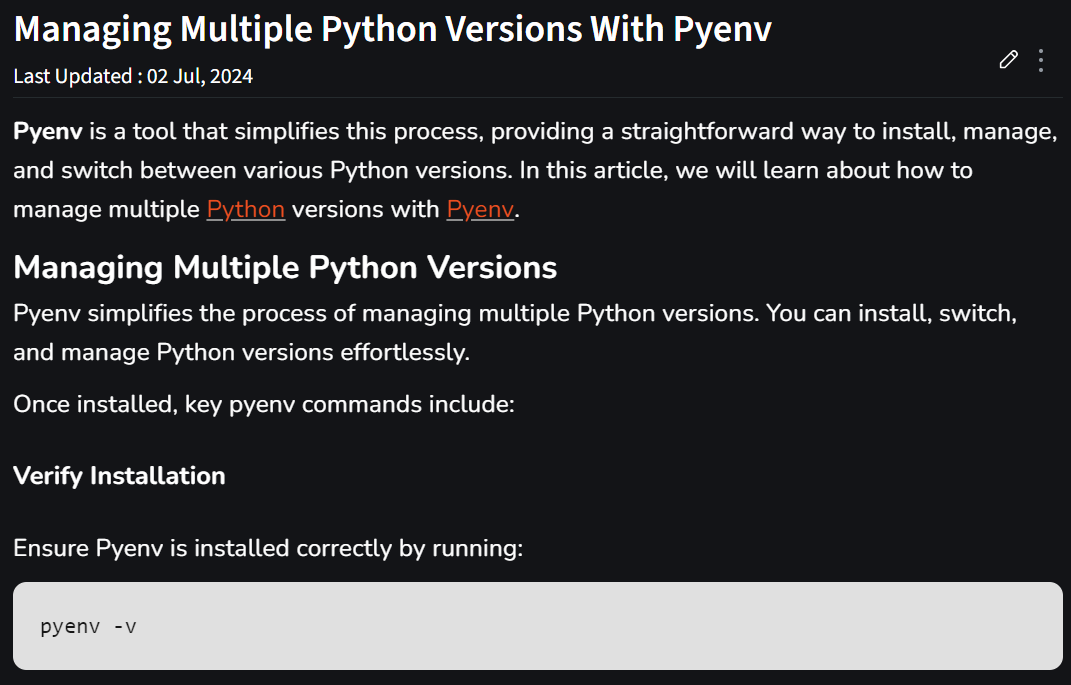 Managing Multiple Python Versions With Pyenv
Last Updated : 02 Jul, 2024
Pyenv is a tool that simplifies this process, providing a straightforward way to install, manage,
and switch between various Python versions. In this article, we will learn about how to
manage multiple Python versions with Pyenv.
Managing Multiple Python Versions
Pyenv simplifies the process of managing multiple Python versions. You can install, switch,
and manage Python versions effortlessly.
Once installed, key pyenv commands include:
Verify Installation
Ensure Pyenv is installed correctly by running:
pyenv -v